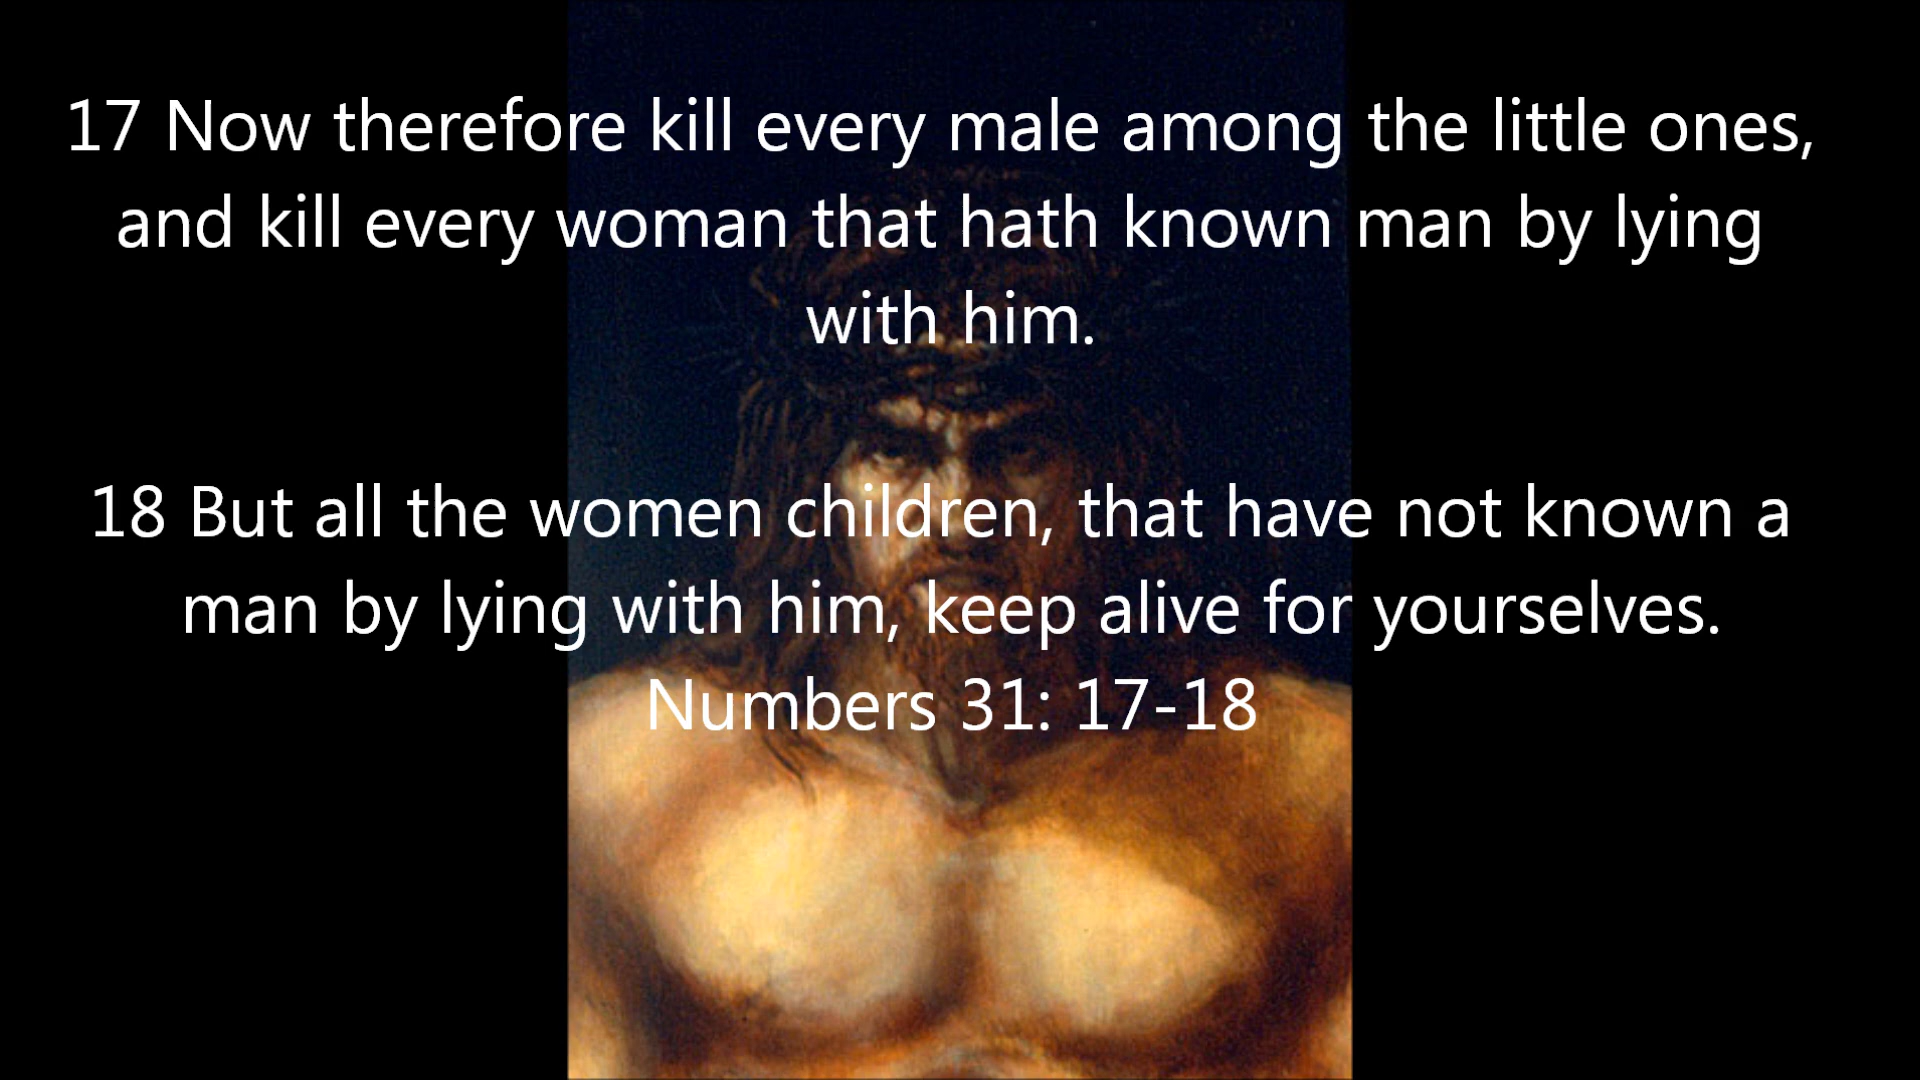 17 Now therefore kill every male among the little ones,
and kill every woman that hath known man by lying
with him.
18 But all the women children, that have not known a
man by lying with him, keep alive for yourselves.
Numbers 31: 17-18